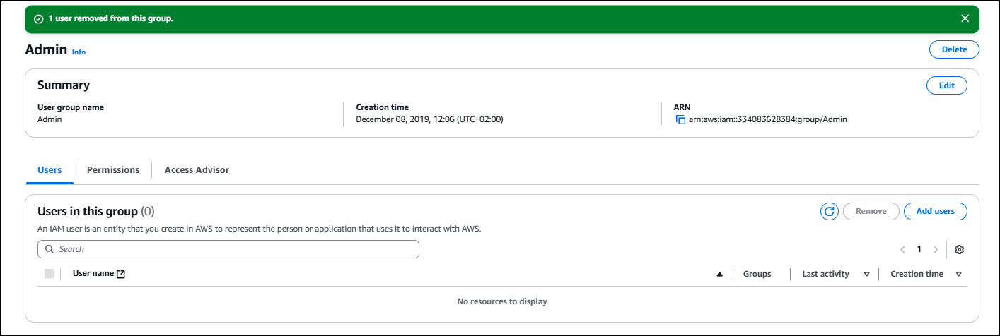 1 user removed from this group.
Admin Info
Delete
Summary
Edit
User group name
Admin
Creation time
December 08, 2019, 12:06 (UTC+02:00)
ARN
arn:aws:iam::334083628384:group/Admin
Users Permissions Access Advisor
Users in this group (0)
Remove Add users
An IAM user is an entity that you create in AWS to represent the person or application that uses it to interact with AWS.
Search
1
User name Groups Last activity Creation time
No resources to display